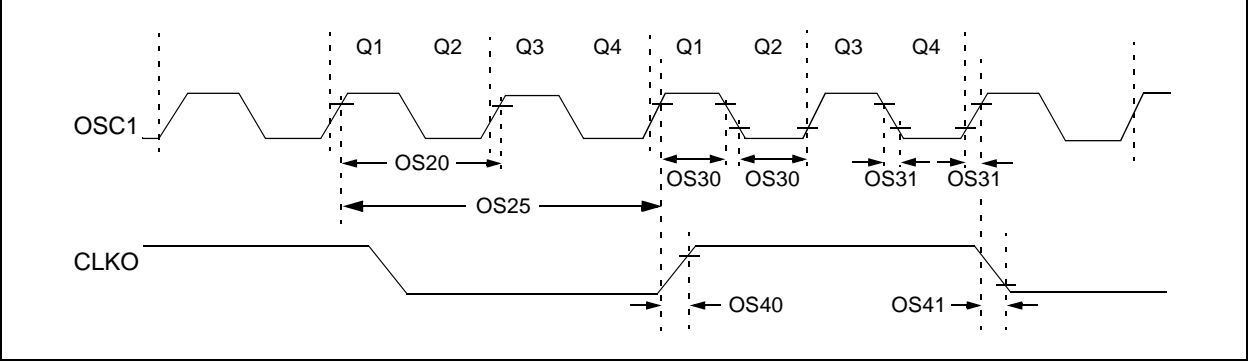 Q1 Q2 Q3 Q4 Q1 Q2 Q3 Q4
OSC1
OS20
OS30 OS30 OS31 OS31
OS25
CLKO
OS40 OS41